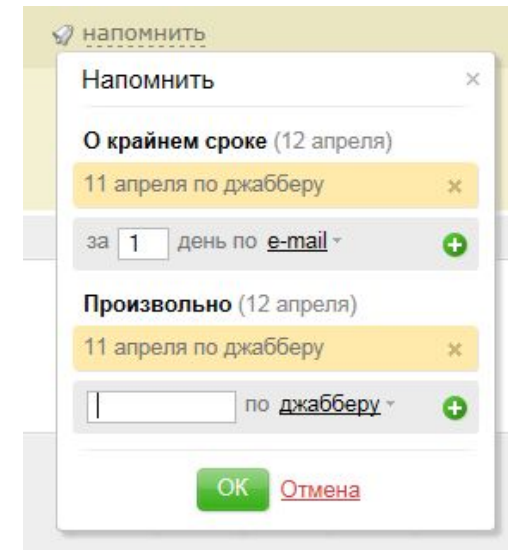 напомнить
Напомнить ×
О крайнем сроке (12 апреля)
11 апреля по джабберу
за 1 день по e-mail
Произвольно (12 апреля)
11 апреля по джабберу
по джабберу
ОК Отмена